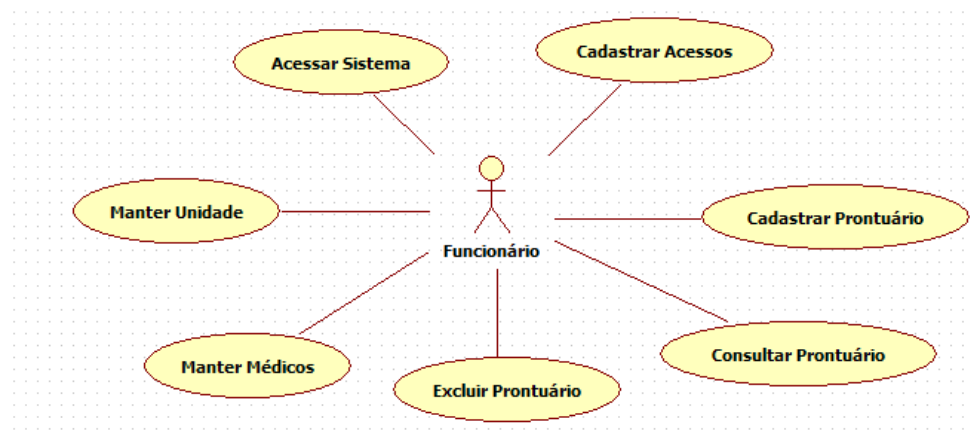 Acessar Sistema
Cadastrar Acessos
Manter Unidade
Cadastrar Prontuário
Funcionário
Manter Médicos
Consultar Prontuário
Excluir Prontuário